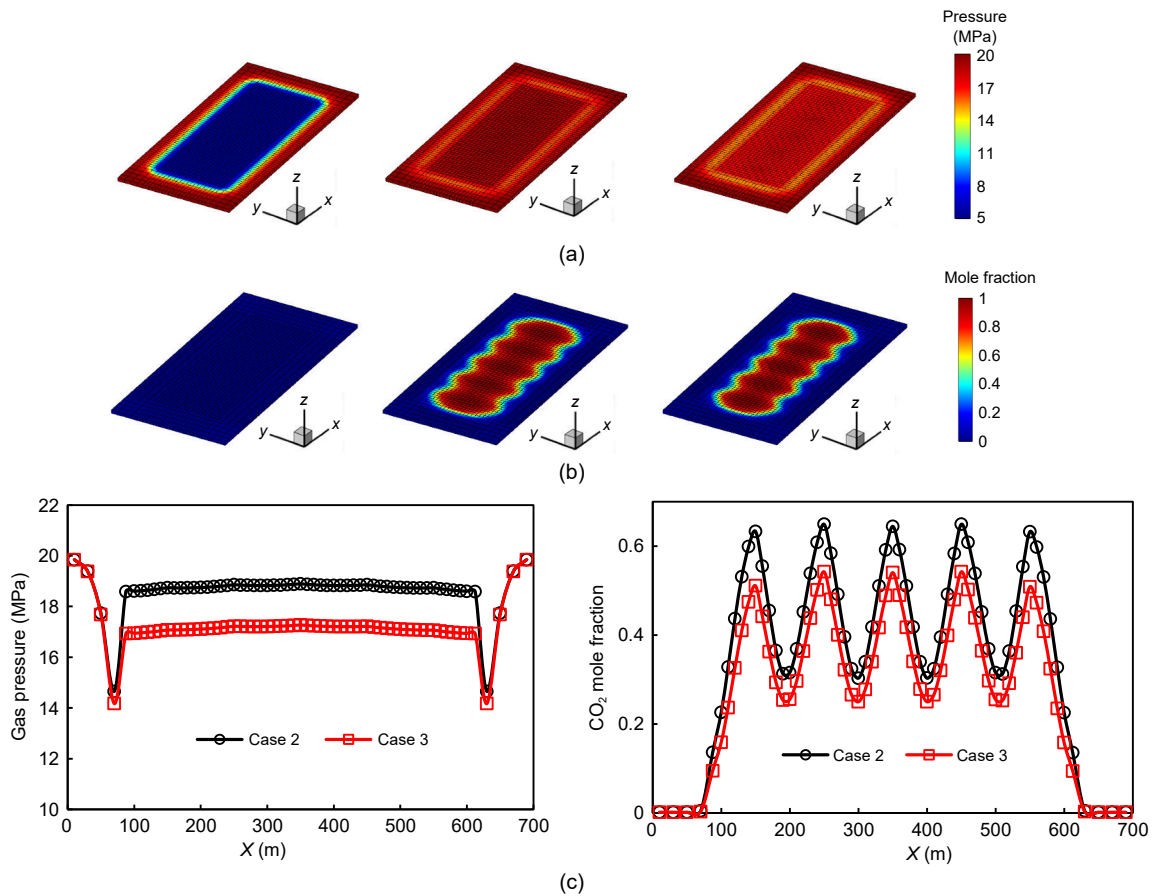 Pressure
(MPa)
20
17
14
11
8
5
z
y
x
z
y
x
z
y
x
(a)
Mole fraction
1
0.8
0.6
0.4
0.2
0
z
y
x
z
y
x
z
y
x
(b)
22
20
18
16
14
12
10
Gas pressure (MPa)
Case 2
Case 3
0
100
200
300
400
500
600
700
X (m)
0.6
0.4
0.2
0
CO2 mole fraction
Case 2
Case 3
0
100
200
300
400
500
600
700
X (m)
(c)